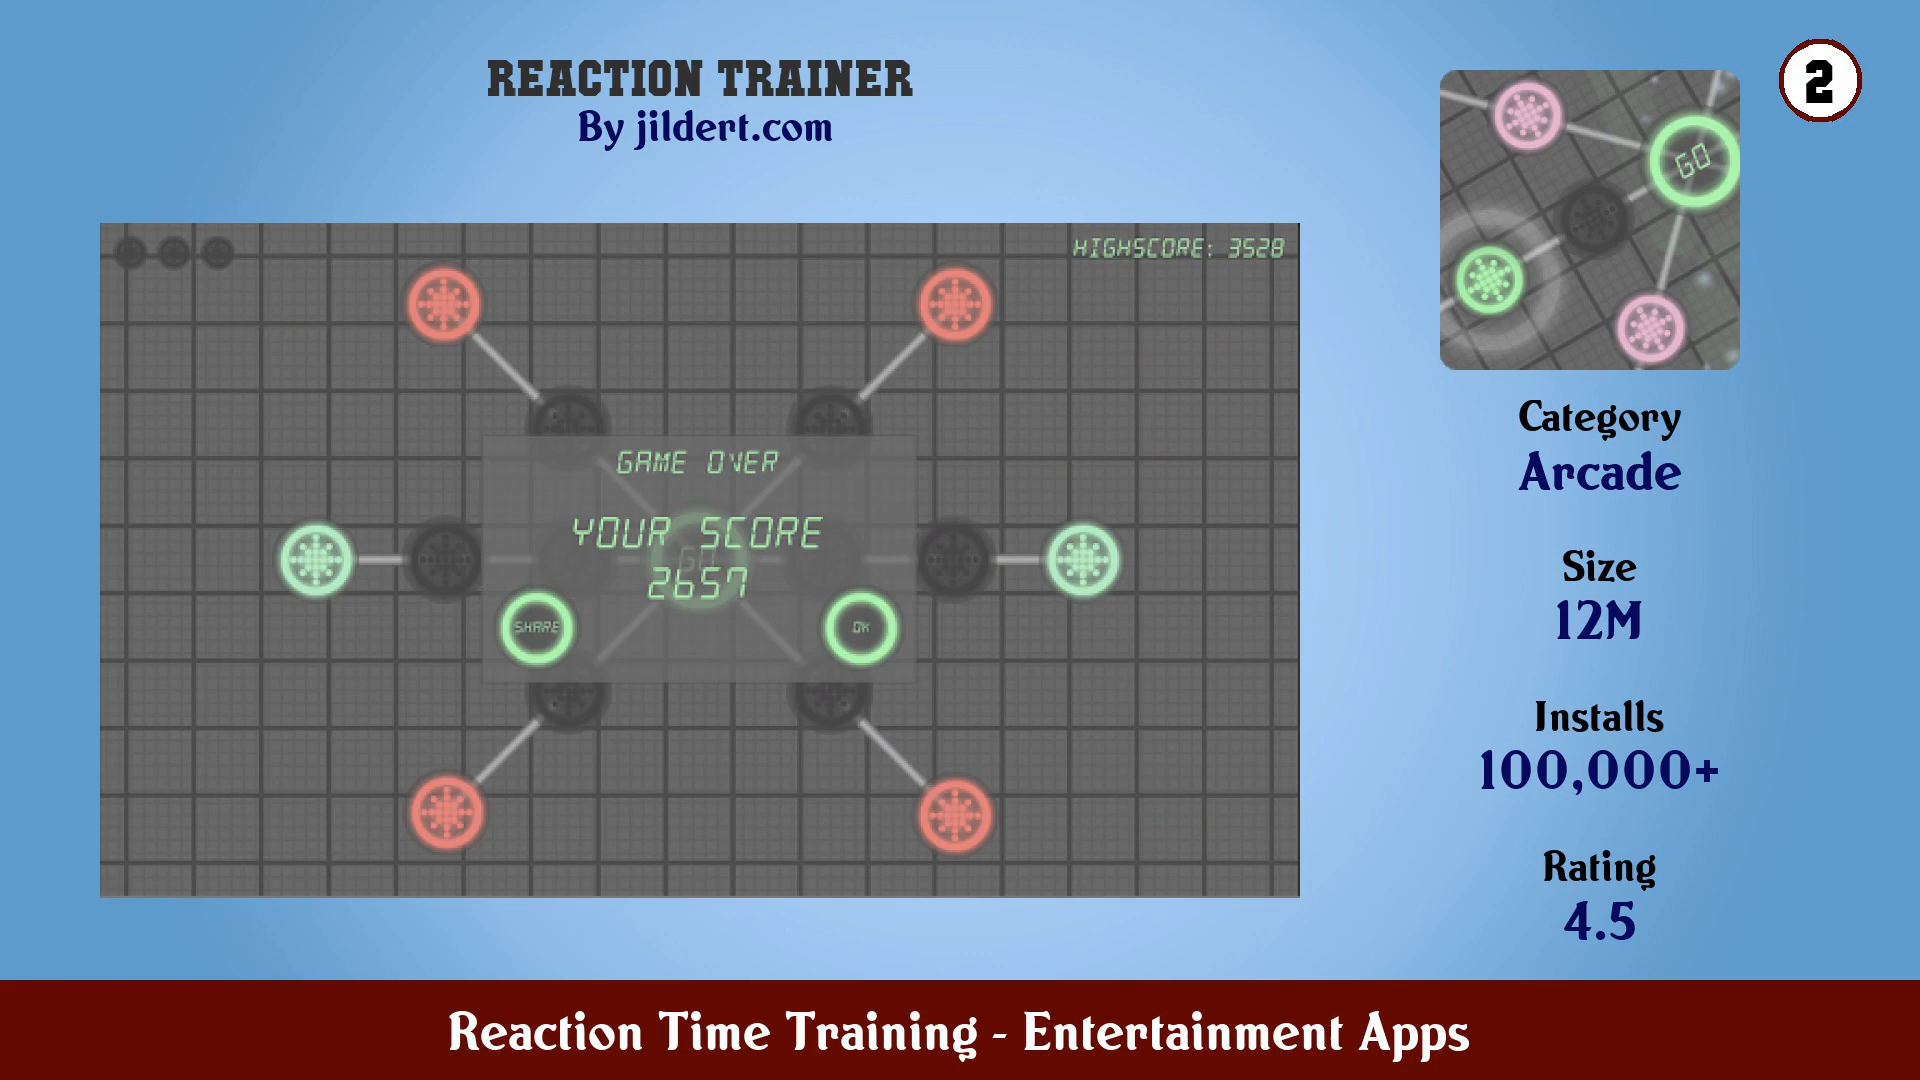 REACTION TRAINER
By jildert.com
2
HIGHSCORE: 3528
GAME OVER
YOUR SCORE
GO
2657
SHARE
OK
GO
Category
Arcade
Size
12M
Installs
100,000+
Rating
4.5
Reaction Time Training - Entertainment Apps